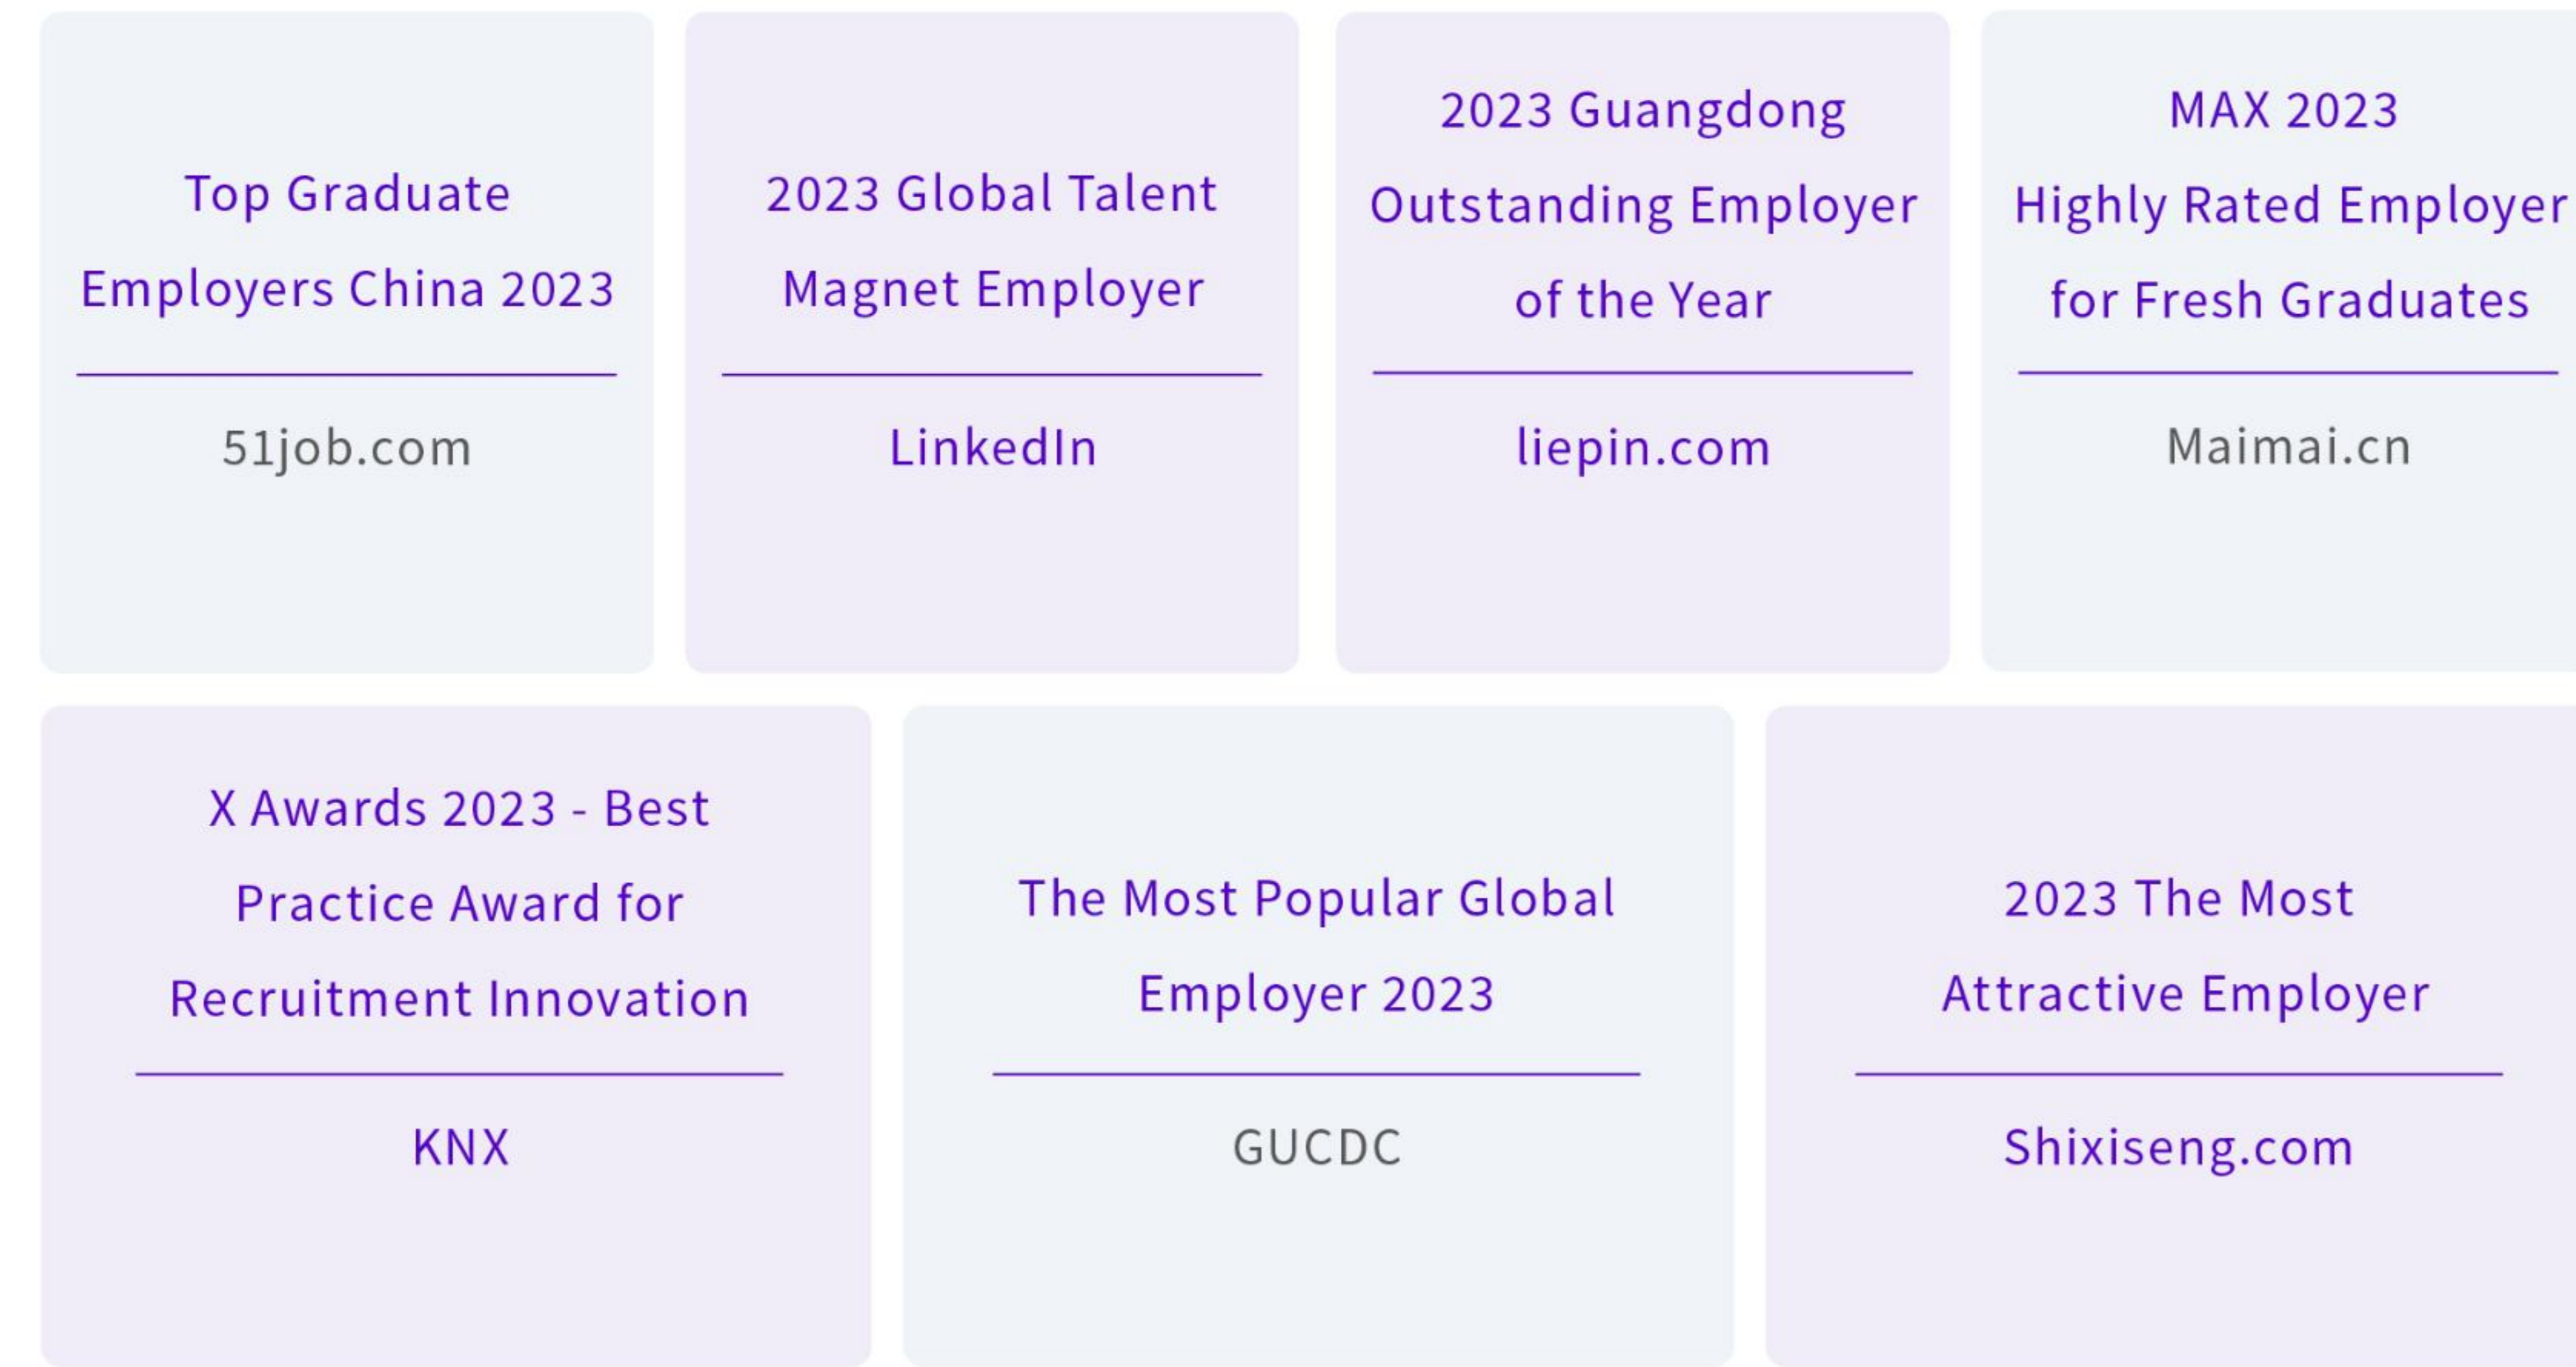 Top Graduate
Employers China 2023
51job.com
2023 Global Talent
Magnet Employer
LinkedIn
2023 Guangdong
Outstanding Employer
of the Year
liepin.com
MAX 2023
Highly Rated Employer
for Fresh Graduates
Maimai.cn
X Awards 2023 - Best
Practice Award for
Recruitment Innovation
KNX
The Most Popular Global
Employer 2023
GUCDC
2023 The Most
Attractive Employer
Shixiseng.com